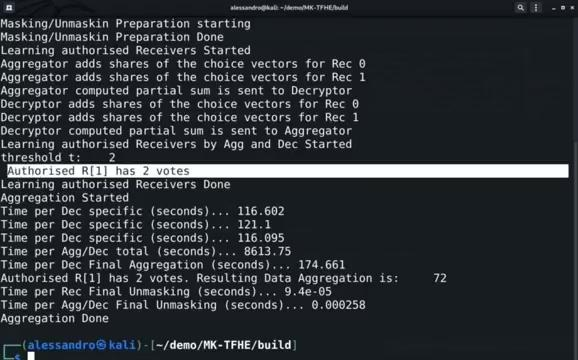 alessandro@kali: ~/demo/MK-TFHE/build
Masking/Unmaskin Preparation starting
Masking/Unmaskin Preparation Done
Learning authorised Receivers Started
Aggregator adds shares of the choice vectors for Rec 0
Aggregator adds shares of the choice vectors for Rec 1
Aggregator computed partial sum is sent to Decryptor
Decryptor adds shares of the choice vectors for Rec 0
Decryptor adds shares of the choice vectors for Rec 1
Decryptor computed partial sum is sent to Aggregator
Learning authorised Receivers by Agg and Dec Started
threshold t:    2
Authorised R[1] has 2 votes
Learning authorised Receivers Done
Aggregation Started
Time per Dec specific (seconds)... 116.602
Time per Dec specific (seconds)... 121.1
Time per Dec specific (seconds)... 116.095
Time per Agg/Dec total (seconds)... 8613.75
Time per Dec Final Aggregation (seconds)... 174.661
Authorised R[1] has 2 votes. Resulting Data Aggregation is:     72
Time per Rec Final Unmasking (seconds)... 9.4e-05
Time per Agg/Dec Final Unmasking (seconds)... 0.000258
Aggregation Done
┌──(alessandro㉿kali)-[~/demo/MK-TFHE/build]
└─$